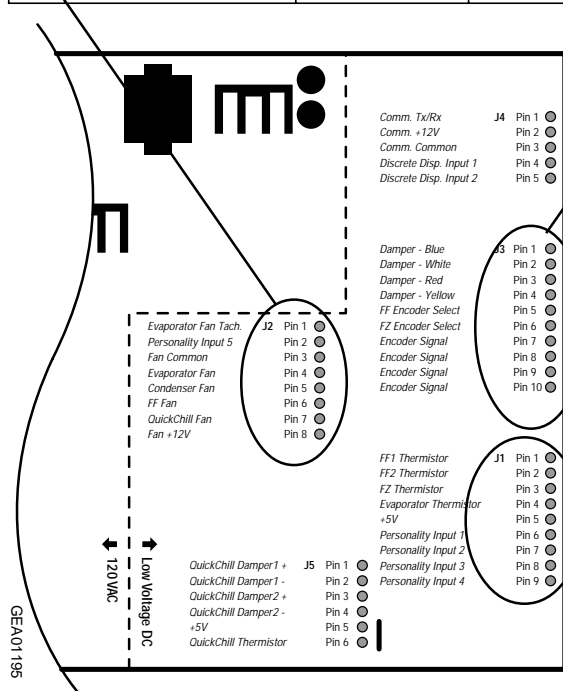 Comm. Tx/Rx J4 Pin 1
Comm. +12V Pin 2
Comm. Common Pin 3
Discrete Disp. Input 1 Pin 4
Discrete Disp. Input 2 Pin 5
Damper - Blue J3 Pin 1
Damper - White Pin 2
Damper - Red Pin 3
Damper - Yellow Pin 4
FF Encoder Select Pin 5
FZ Encoder Select Pin 6
Encoder Signal Pin 7
Encoder Signal Pin 8
Encoder Signal Pin 9
Encoder Signal Pin 10
Evaporator Fan Tach. J2 Pin 1
Personality Input 5 Pin 2
Fan Common Pin 3
Evaporator Fan Pin 4
Condenser Fan Pin 5
FF Fan Pin 6
QuickChill Fan Pin 7
Fan +12V Pin 8
FF1 Thermistor J1 Pin 1
FF2 Thermistor Pin 2
FZ Thermistor Pin 3
Evaporator Thermistor Pin 4
+5V Pin 5
Personality Input 1 Pin 6
Personality Input 2 Pin 7
Personality Input 3 Pin 8
Personality Input 4 Pin 9
120 VAC
Low Voltage DC
QuickChill Damper1 + J5 Pin 1
QuickChill Damper1 - Pin 2
QuickChill Damper2 + Pin 3
QuickChill Damper2 - Pin 4
+5V Pin 5
QuickChill Thermistor Pin 6
GEA01195